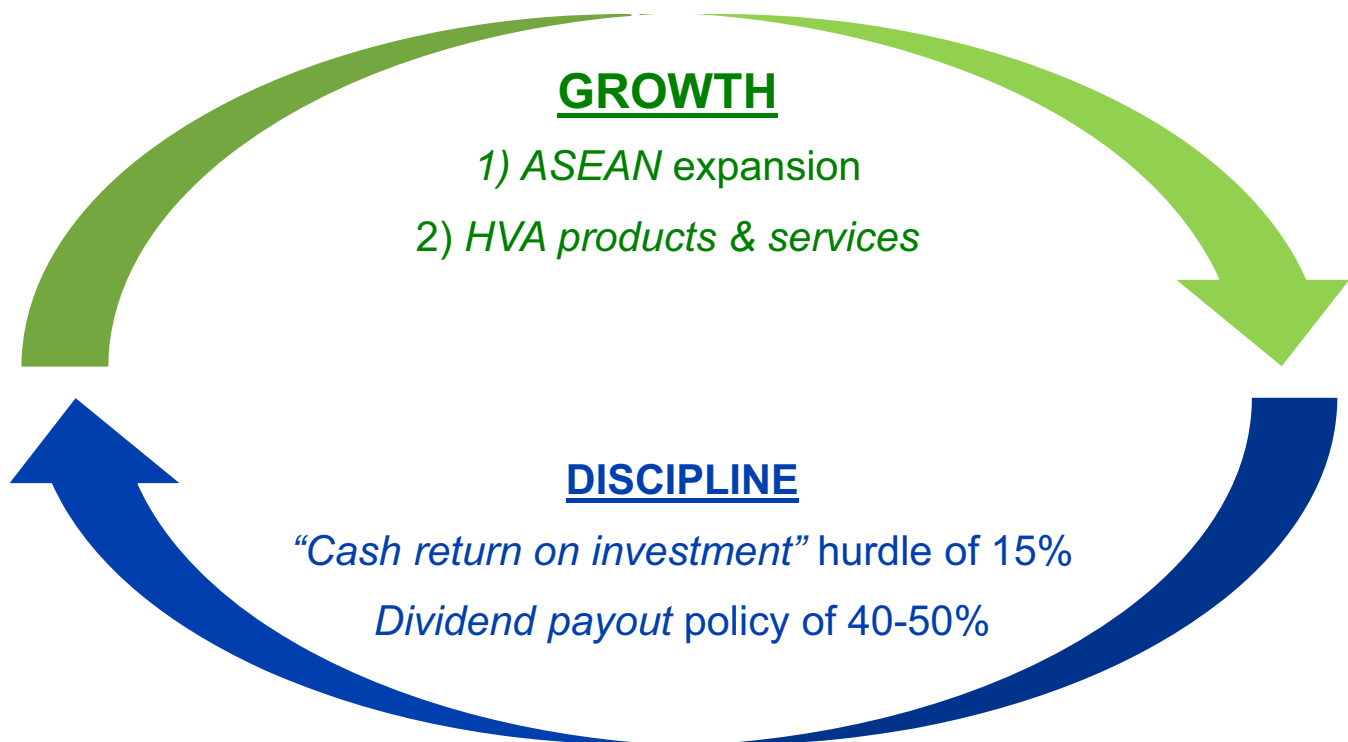 GROWTH
1) ASEAN expansion
2) HVA products & services
DISCIPLINE
“Cash return on investment” hurdle of 15%
Dividend payout policy of 40-50%